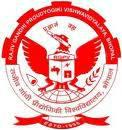 RAJIV GANDHI PROUDYOGIKI VISHWAVIDYALAYA, BHOPAL
राजीव गांधी प्रौद्योगिकी विश्वविद्यालय, भोपाल